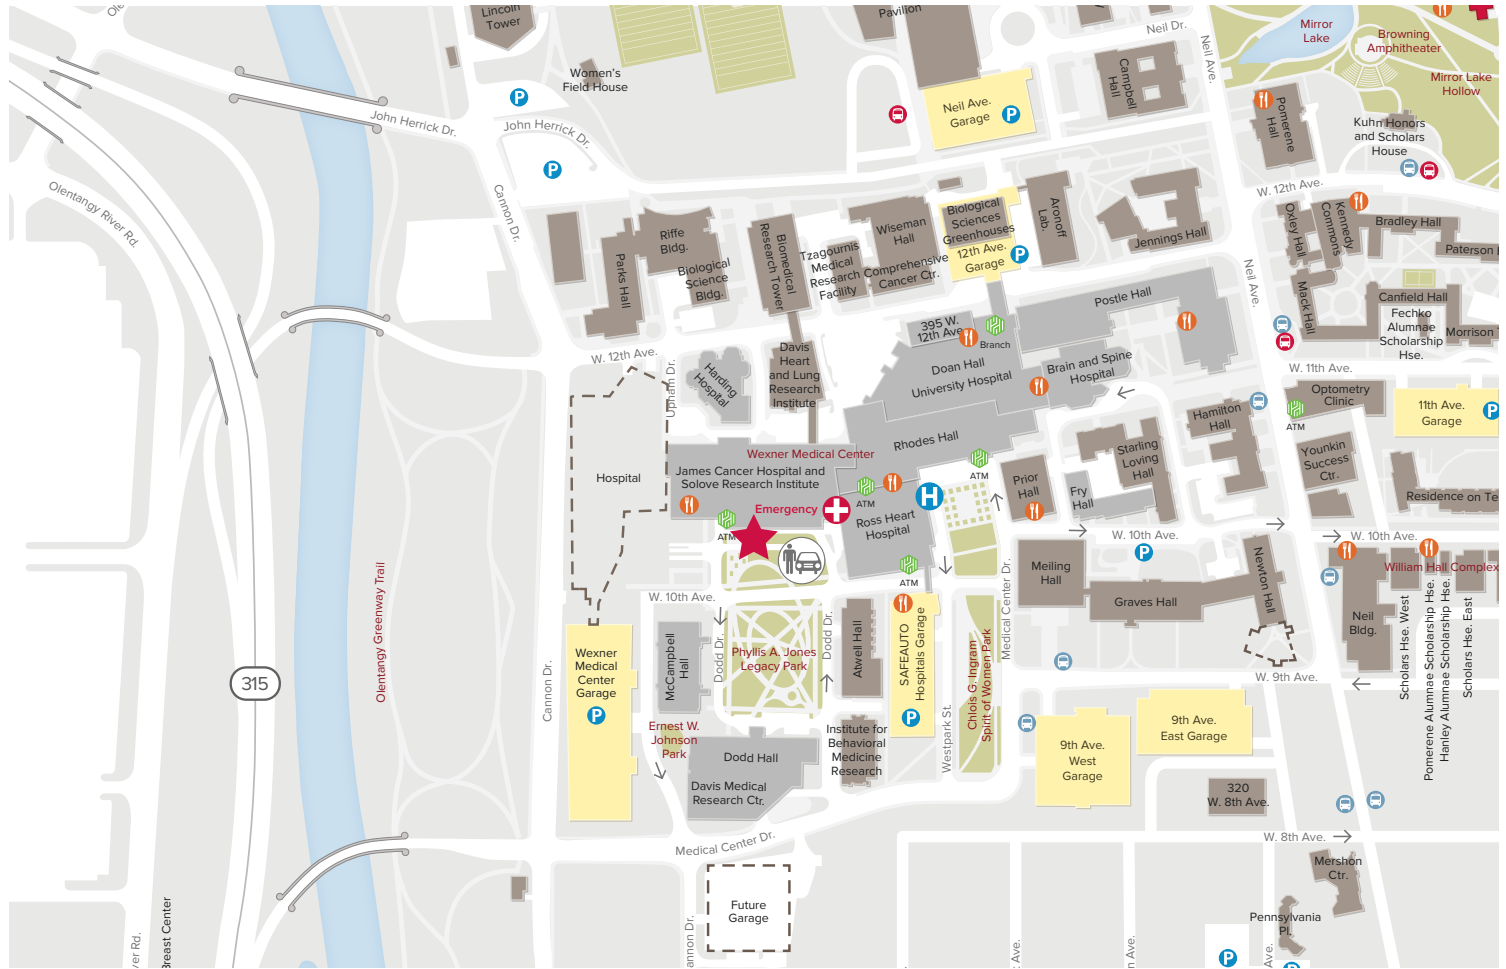 Lincoln
Tower
Pavilion
Neil Dr.
Neil Ave.
Mirror
Lake
Browning
Amphitheater
Mirror Lake
Hollow
Women's
Field House
P
John Herrick Dr.
John Herrick Dr.
P
Neil Ave.
Garage
P
Campbell
Hall
Pomerene
Hall
Kuhn Honors
and Scholars
House
Olentangy River Rd.
Cannon Dr.
W. 12th Ave.
Parks Hall
Riffe
Bldg.
Biological
Science
Bldg.
Biomedical
Research Tower
Tzagournis
Medical
Research
Facility
Wiseman
Hall
Comprehensive
Cancer Ctr.
Biological
Sciences
Greenhouses
12th Ave.
Garage
P
Aronoff
Lab.
Jennings Hall
Oxley Hall
Kennedy
Commons
Bradley Hall
Paterson
Neil Ave.
Mack Hall
Canfield Hall
Fechko
Alumnae
Scholarship
Hse.
Morrison
Postle Hall
395 W.
12th Ave.
Branch
W. 12th Ave.
Upham Dr.
Harding
Hospital
Davis
Heart
and Lung
Research
Institute
Doan Hall
University Hospital
Brain and Spine
Hospital
W. 11th Ave.
Optometry
Clinic
ATM
11th Ave.
Garage
P
Hamilton
Hall
Rhodes Hall
Starling
Loving
Hall
Younkin
Success
Ctr.
Wexner Medical Center
James Cancer Hospital and
Solove Research Institute
Hospital
ATM
Prior
Hall
Fry
Hall
Residence on Te
Emergency
ATM
H
Ross Heart
Hospital
ATM
W. 10th Ave.
W. 10th Ave.
P
ATM
Meiling
Hall
Graves Hall
Newton Hall
Neil
Bldg.
William Hall Complex
Scholars Hse. West
Pomerene Alumnae Scholarship Hse.
Hanley Alumnae Scholarship Hse.
Scholars Hse. East
Olentangy Greenway Trail
W. 10th Ave.
Medical Center Dr.
Wexner
Medical
Center
Garage
P
Cannon Dr.
McCampbell
Hall
Dodd Dr.
Phyllis A. Jones
Legacy Park
Dodd Dr.
Atwell Hall
SAFEAUTO
Hospitals Garage
P
Chlois G. Ingram
Spirit of Women Park
W. 9th Ave.
315
Ernest W.
Johnson
Park
Dodd Hall
Davis Medical
Research Ctr.
Institute for
Behavioral
Medicine
Research
Westpark St.
9th Ave.
West
Garage
9th Ave.
East Garage
320
W. 8th Ave.
Medical Center Dr.
W. 8th Ave.
Mershon
Ctr.
Future
Garage
Pennsylvania
Pl.
P
P
Breast Center
ver Rd.
annon Dr.
Ave.
n Ave.
Ave.